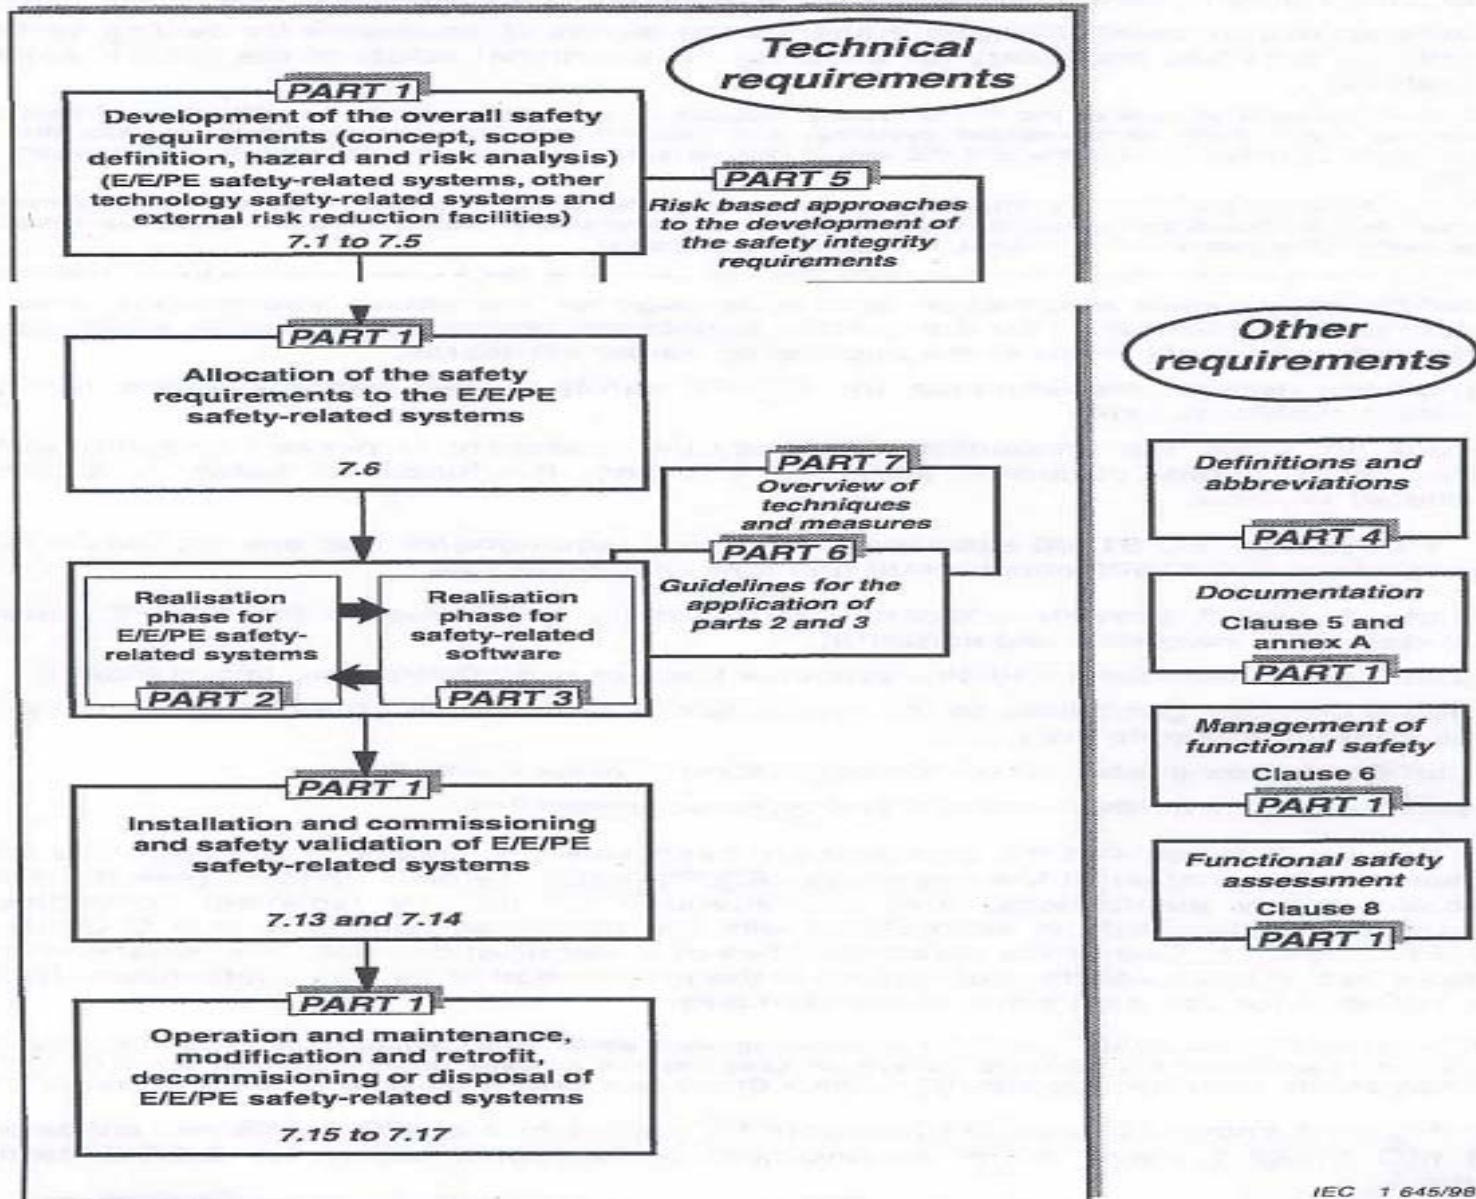 Technical
requirements
PART 1
Development of the overall safety
requirements (concept, scope
definition, hazard and risk analysis)
(E/E/PE safety-related systems, other
technology safety-related systems and
external risk reduction facilities)
7.1 to 7.5
PART 5
Risk based approaches
to the development of
the safety integrity
requirements
PART 1
Allocation of the safety
requirements to the E/E/PE
safety-related systems
7.6
PART 7
Overview of
techniques
and measures
PART 6
Guidelines for the
application of
parts 2 and 3
Realisation
phase for
E/E/PE safety-
related systems
PART 2
Realisation
phase for
safety-related
software
PART 3
PART 1
Installation and commissioning
and safety validation of E/E/PE
safety-related systems
7.13 and 7.14
PART 1
Operation and maintenance,
modification and retrofit,
decommisioning or disposal of
E/E/PE safety-related systems
7.15 to 7.17
Other
requirements
Definitions and
abbreviations
PART 4
Documentation
Clause 5 and
annex A
PART 1
Management of
functional safety
Clause 6
PART 1
Functional safety
assessment
Clause 8
PART 1
IEC 1 645/98